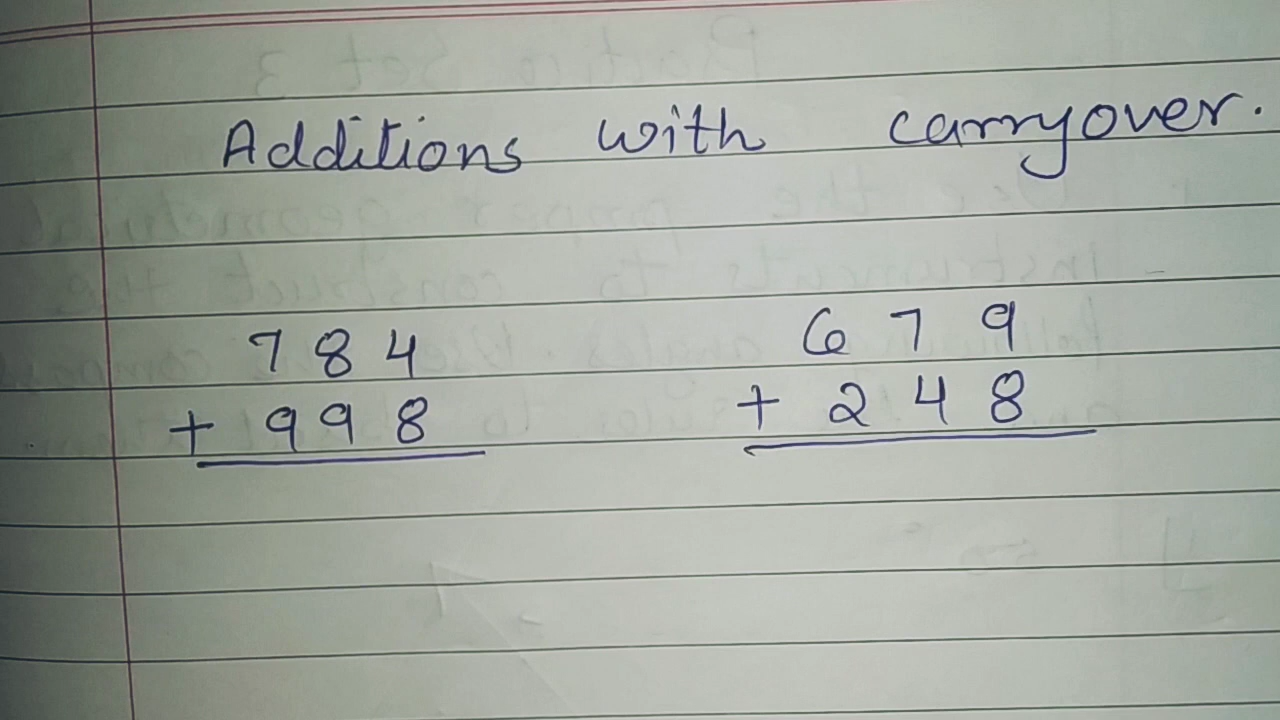 Additions with carryover.
784 679
+ 998 + 248